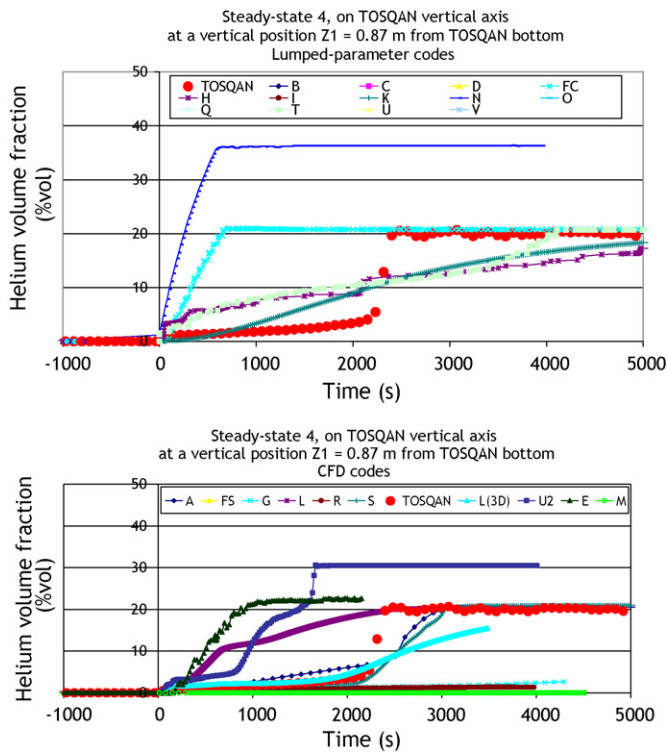 Steady-state 4, on TOSQAN vertical axis
at a vertical position Z1 = 0.87 m from TOSQAN bottom
Lumped-parameter codes
Helium volume fraction
(%vol)
50
40
30
20
10
0
TOSQAN B C D FC
H I K N O
Q T U V
-1000 0 1000 2000 3000 4000 5000
Time (s)
Steady-state 4, on TOSQAN vertical axis
at a vertical position Z1 = 0.87 m from TOSQAN bottom
CFD codes
Helium volume fraction
(%vol)
50
40
30
20
10
0
A FS G L R S TOSQAN L(3D) U2 E M
-1000 0 1000 2000 3000 4000 5000
Time (s)